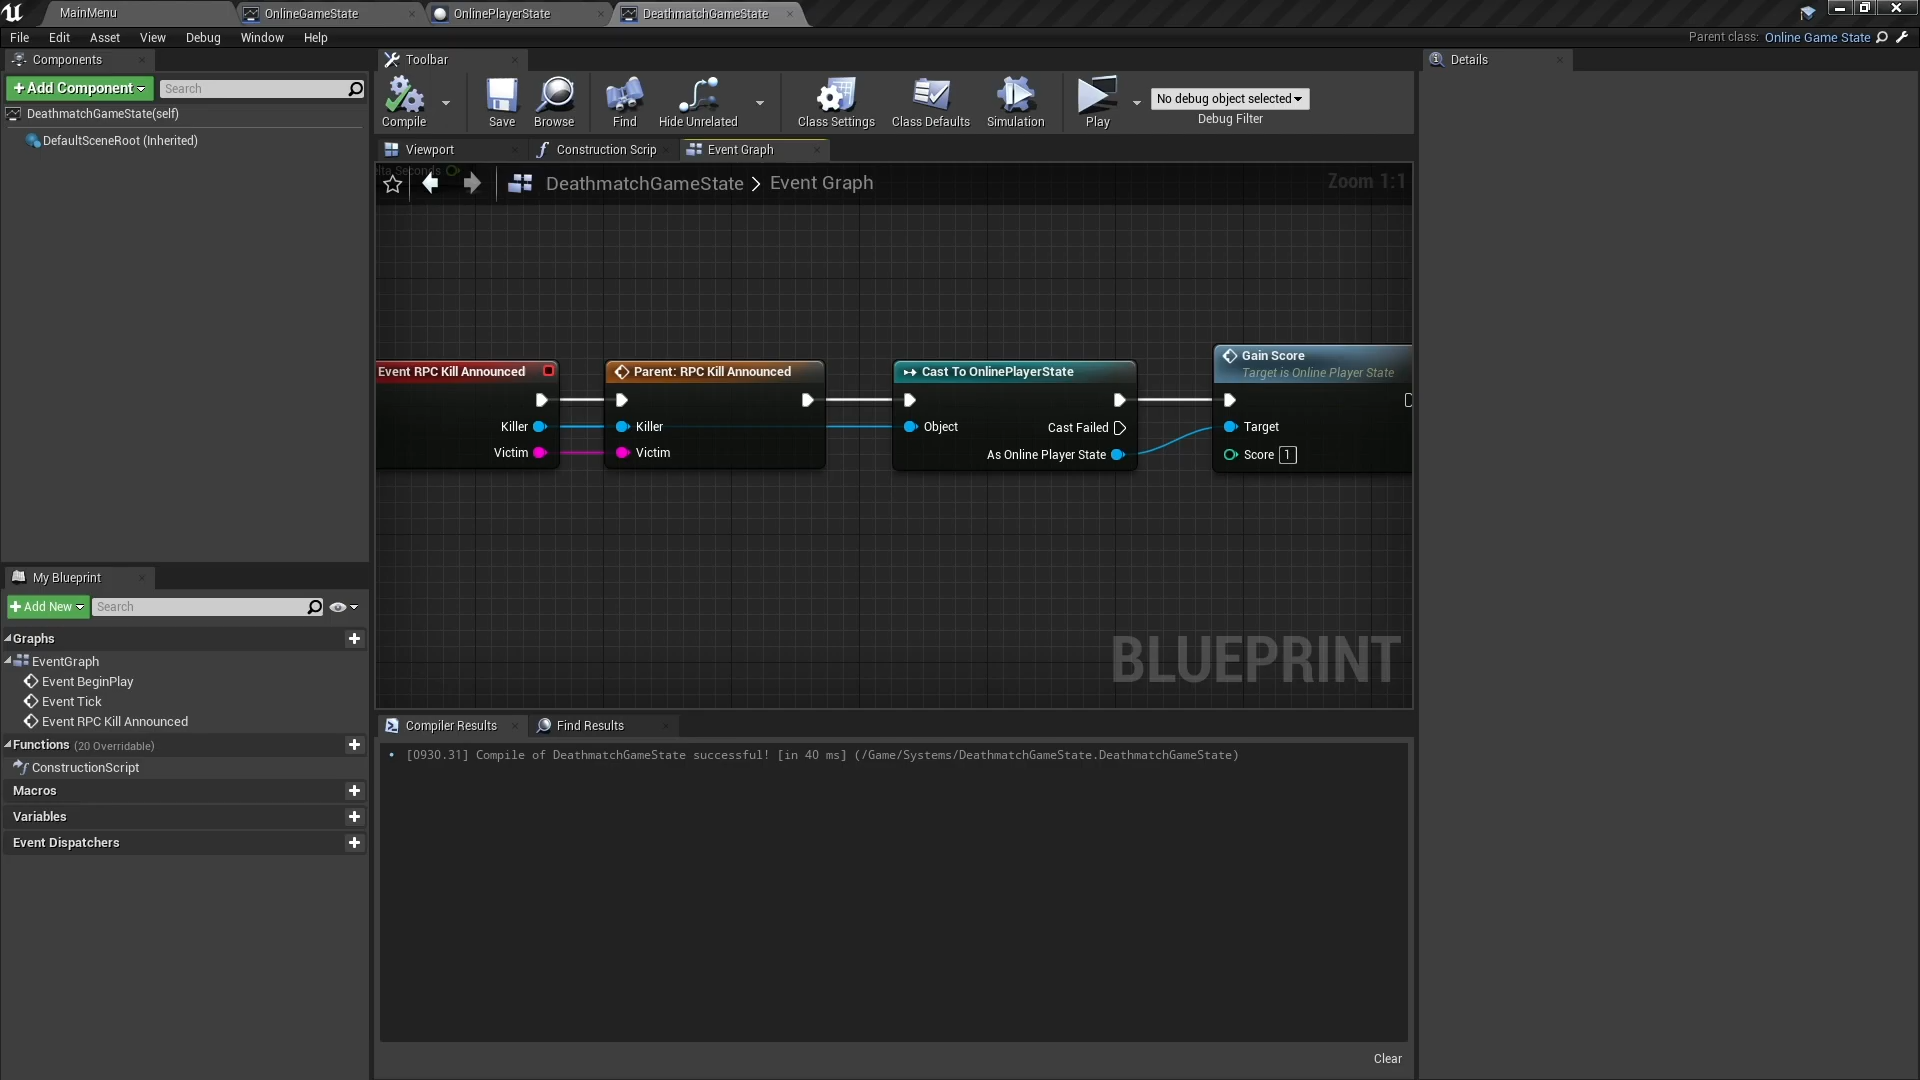 MainMenu
OnlineGameState
OnlinePlayerState
DeathmatchGameState
File Edit Asset View Debug Window Help
Parent class: Online Game State
Components
+ Add Component
Search
DeathmatchGameState(self)
DefaultSceneRoot (Inherited)
Toolbar
Compile
Save
Browse
Find
Hide Unrelated
Class Settings
Class Defaults
Simulation
Play
No debug object selected
Debug Filter
Details
Viewport
Construction Scrip
Event Graph
lta Seconds
DeathmatchGameState > Event Graph
Zoom 1:1
Event RPC Kill Announced
Killer
Victim
Parent: RPC Kill Announced
Killer
Victim
Cast To OnlinePlayerState
Object
Cast Failed
As Online Player State
Gain Score
Target is Online Player State
Target
Score 1
BLUEPRINT
My Blueprint
+ Add New
Search
Graphs
EventGraph
Event BeginPlay
Event Tick
Event RPC Kill Announced
Functions (20 Overridable)
ConstructionScript
Macros
Variables
Event Dispatchers
Compiler Results
Find Results
• [0930.31] Compile of DeathmatchGameState successful! [in 40 ms] (/Game/Systems/DeathmatchGameState.DeathmatchGameState)
Clear